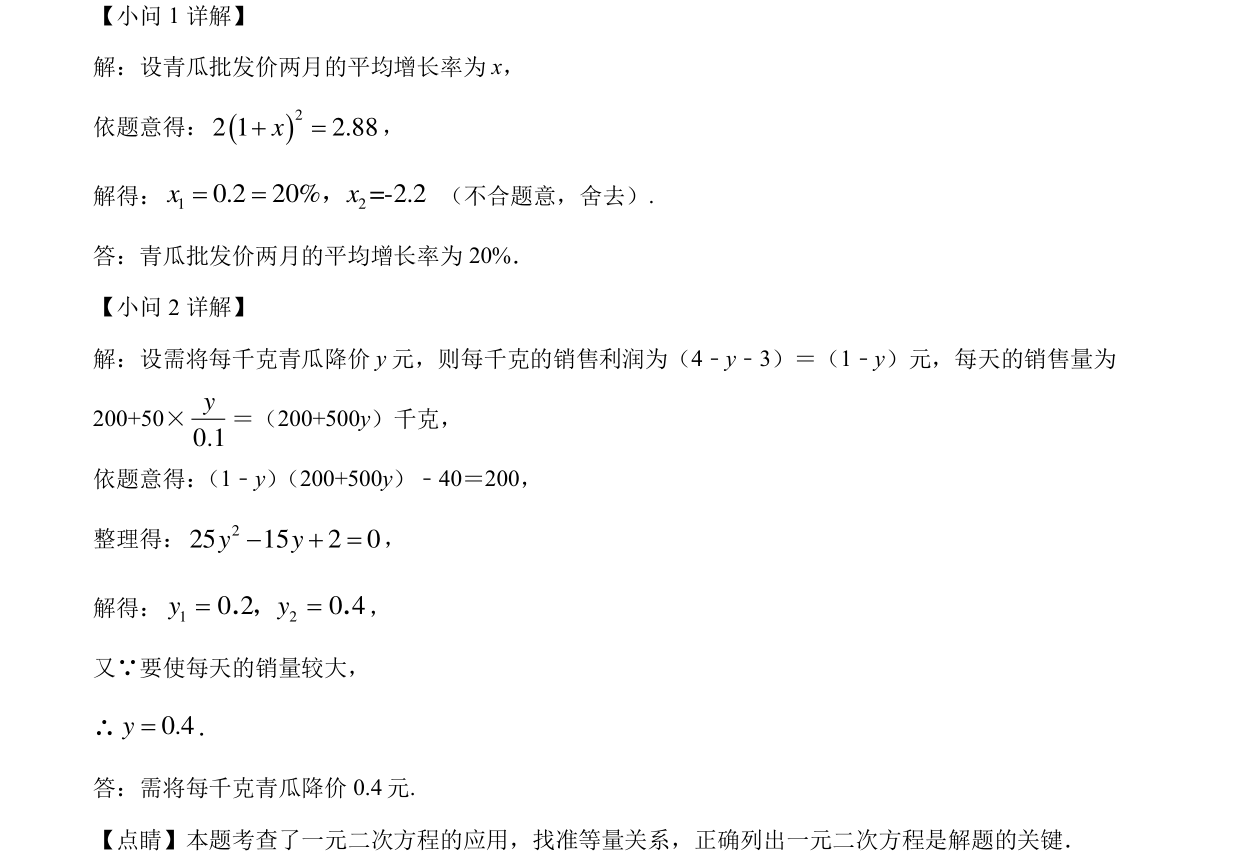 【小问 1 详解】
解：设青瓜批发价两月的平均增长率为 x，
依题意得：2(1+x)²=2.88，
解得：x₁=0.2=20%，x₂=-2.2 （不合题意，舍去）.
答：青瓜批发价两月的平均增长率为 20%.
【小问 2 详解】
解：设需将每千克青瓜降价 y 元，则每千克的销售利润为（4﹣y﹣3）＝（1﹣y）元，每天的销售量为
200+50× y/0.1 ＝（200+500y）千克，
依题意得：（1﹣y）（200+500y）﹣40＝200，
整理得：25y²−15y+2=0，
解得：y₁=0.2，y₂=0.4，
又∵要使每天的销量较大，
∴y=0.4.
答：需将每千克青瓜降价 0.4 元.
【点睛】本题考查了一元二次方程的应用，找准等量关系，正确列出一元二次方程是解题的关键.